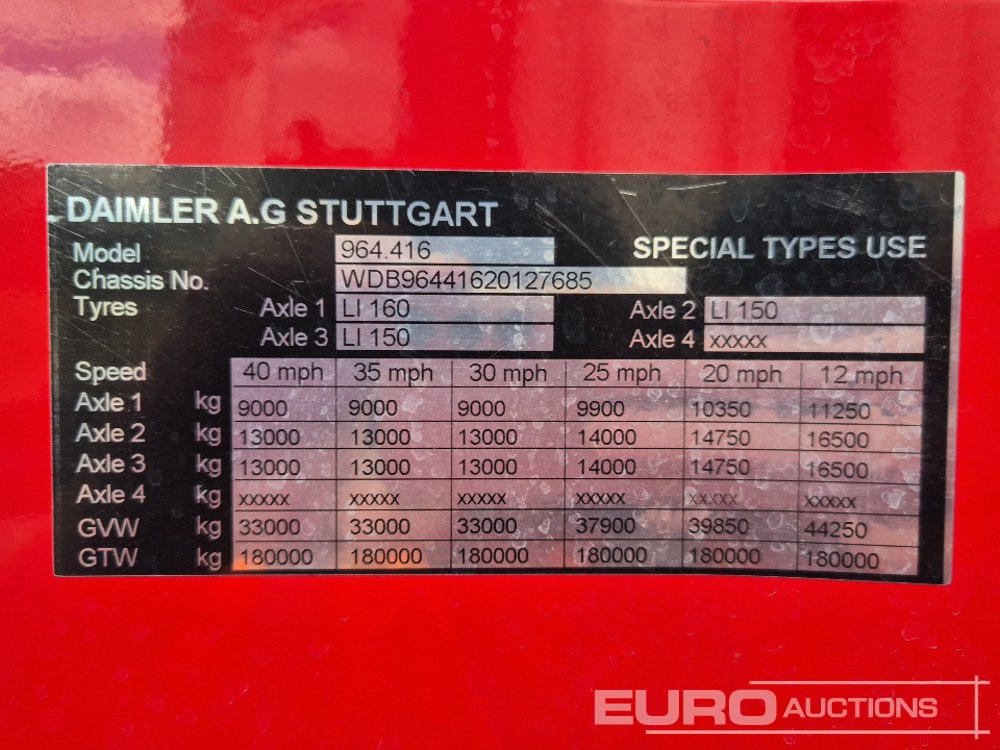 DAIMLER A.G STUTTGART
Model 964.416 SPECIAL TYPES USE
Chassis No. WDB96441620127685
Tyres Axle 1 LI 160 Axle 2 LI 150
Axle 3 LI 150 Axle 4 xxxxx
Speed 40 mph 35 mph 30 mph 25 mph 20 mph 12 mph
Axle 1 kg 9000 9000 9000 9900 10350 11250
Axle 2 kg 13000 13000 13000 14000 14750 16500
Axle 3 kg 13000 13000 13000 14000 14750 16500
Axle 4 kg xxxxx xxxxx xxxxx xxxxx xxxxx xxxxx
GVW kg 33000 33000 33000 37900 39850 44250
GTW kg 180000 180000 180000 180000 180000 180000
EURO AUCTIONS